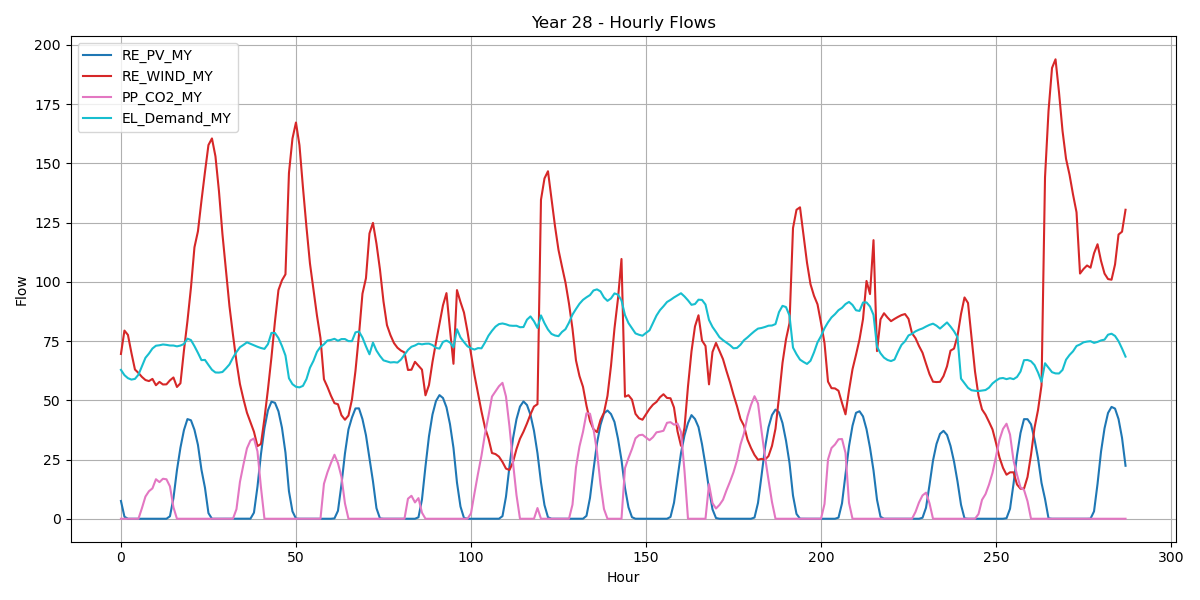 Year 28 - Hourly Flows
200
175
150
125
100
75
50
25
0
Flow
RE_PV_MY
RE_WIND_MY
PP_CO2_MY
EL_Demand_MY
0 50 100 150 200 250 300
Hour